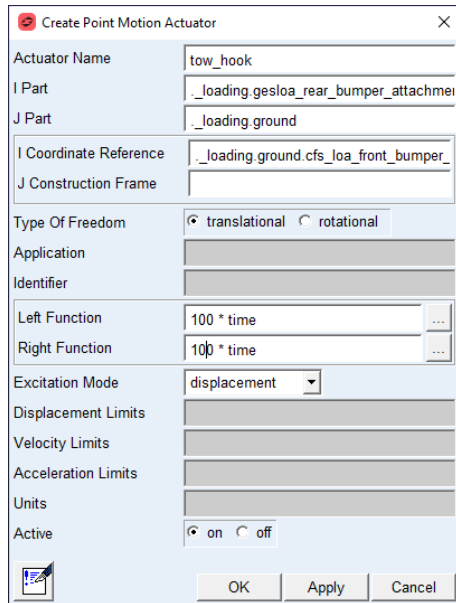 Create Point Motion Actuator
Actuator Name tow_hook
I Part ._loading.gesloa_rear_bumper_attachme
J Part ._loading.ground
I Coordinate Reference ._loading.ground.cfs_loa_front_bumper_
J Construction Frame
Type Of Freedom translational rotational
Application
Identifier
Left Function 100 * time ...
Right Function 100 * time ...
Excitation Mode displacement
Displacement Limits
Velocity Limits
Acceleration Limits
Units
Active on off
OK Apply Cancel